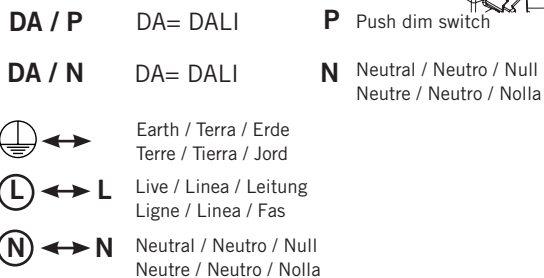 DA / P DA= DALI P Push dim switch
DA / N DA= DALI N Neutral / Neutro / Null
Neutre / Neutro / Nolla
Earth / Terra / Erde
Terre / Tierra / Jord
L L Live / Linea / Leitung
Ligne / Linea / Fas
N N Neutral / Neutro / Null
Neutre / Neutro / Nolla